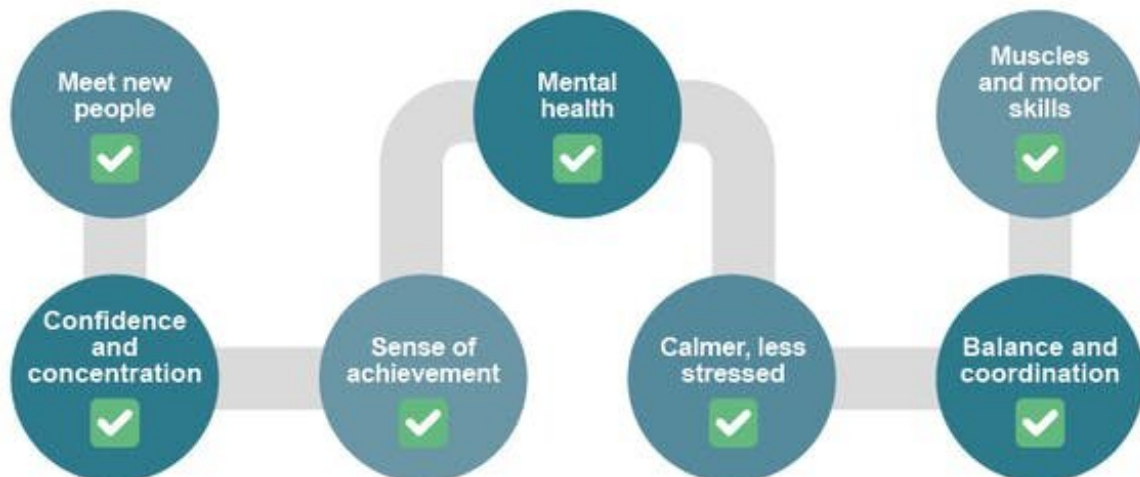 Meet new
people
Confidence
and
concentration
Sense of
achievement
Mental
health
Calmer, less
stressed
Balance and
coordination
Muscles
and motor
skills